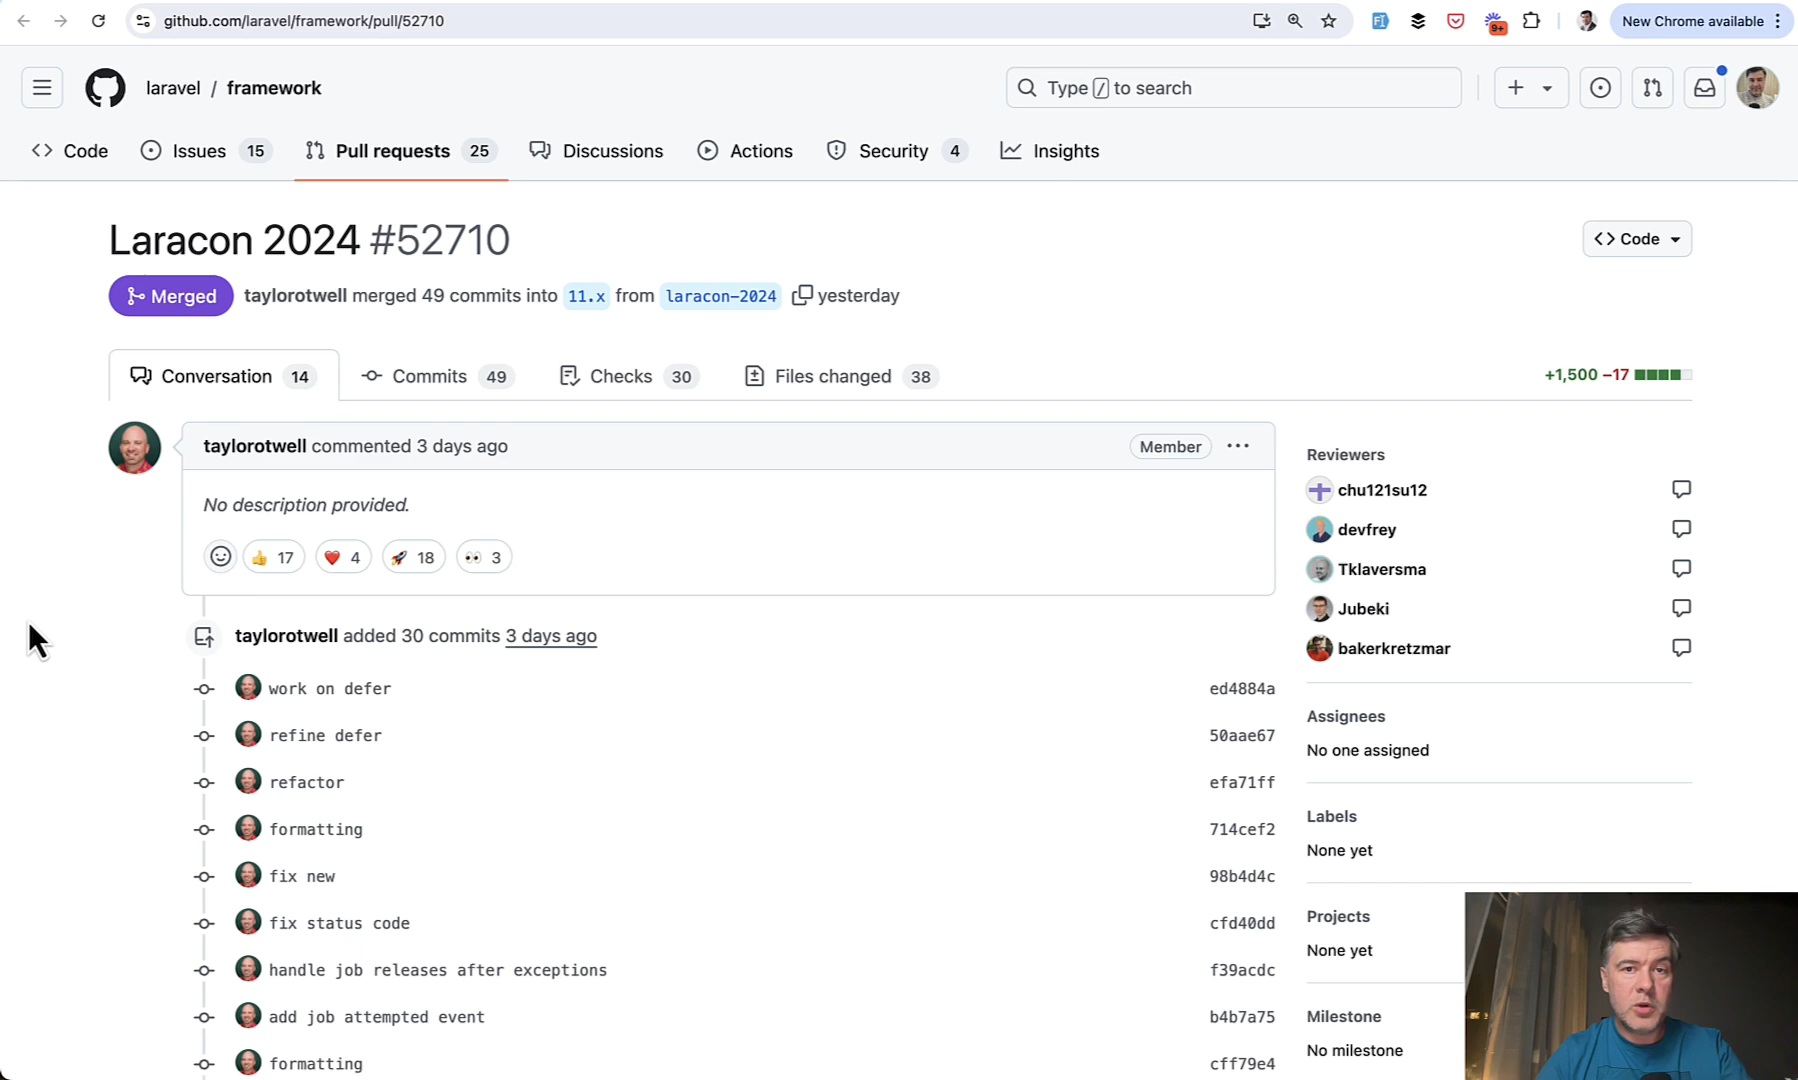 github.com/laravel/framework/pull/52710
9+
New Chrome available
laravel / framework
Type / to search
Code
Issues 15
Pull requests 25
Discussions
Actions
Security 4
Insights
Laracon 2024 #52710
Code
Merged
taylorotwell merged 49 commits into 11.x from laracon-2024 yesterday
Conversation 14
Commits 49
Checks 30
Files changed 38
+1,500 −17
taylorotwell commented 3 days ago
Member
No description provided.
👍 17
❤️ 4
🚀 18
👀 3
taylorotwell added 30 commits 3 days ago
work on defer ed4884a
refine defer 50aae67
refactor efa71ff
formatting 714cef2
fix new 98b4d4c
fix status code cfd40dd
handle job releases after exceptions f39acdc
add job attempted event b4b7a75
formatting cff79e4
Reviewers
chu121su12
devfrey
Tklaversma
Jubeki
bakerkretzmar
Assignees
No one assigned
Labels
None yet
Projects
None yet
Milestone
No milestone